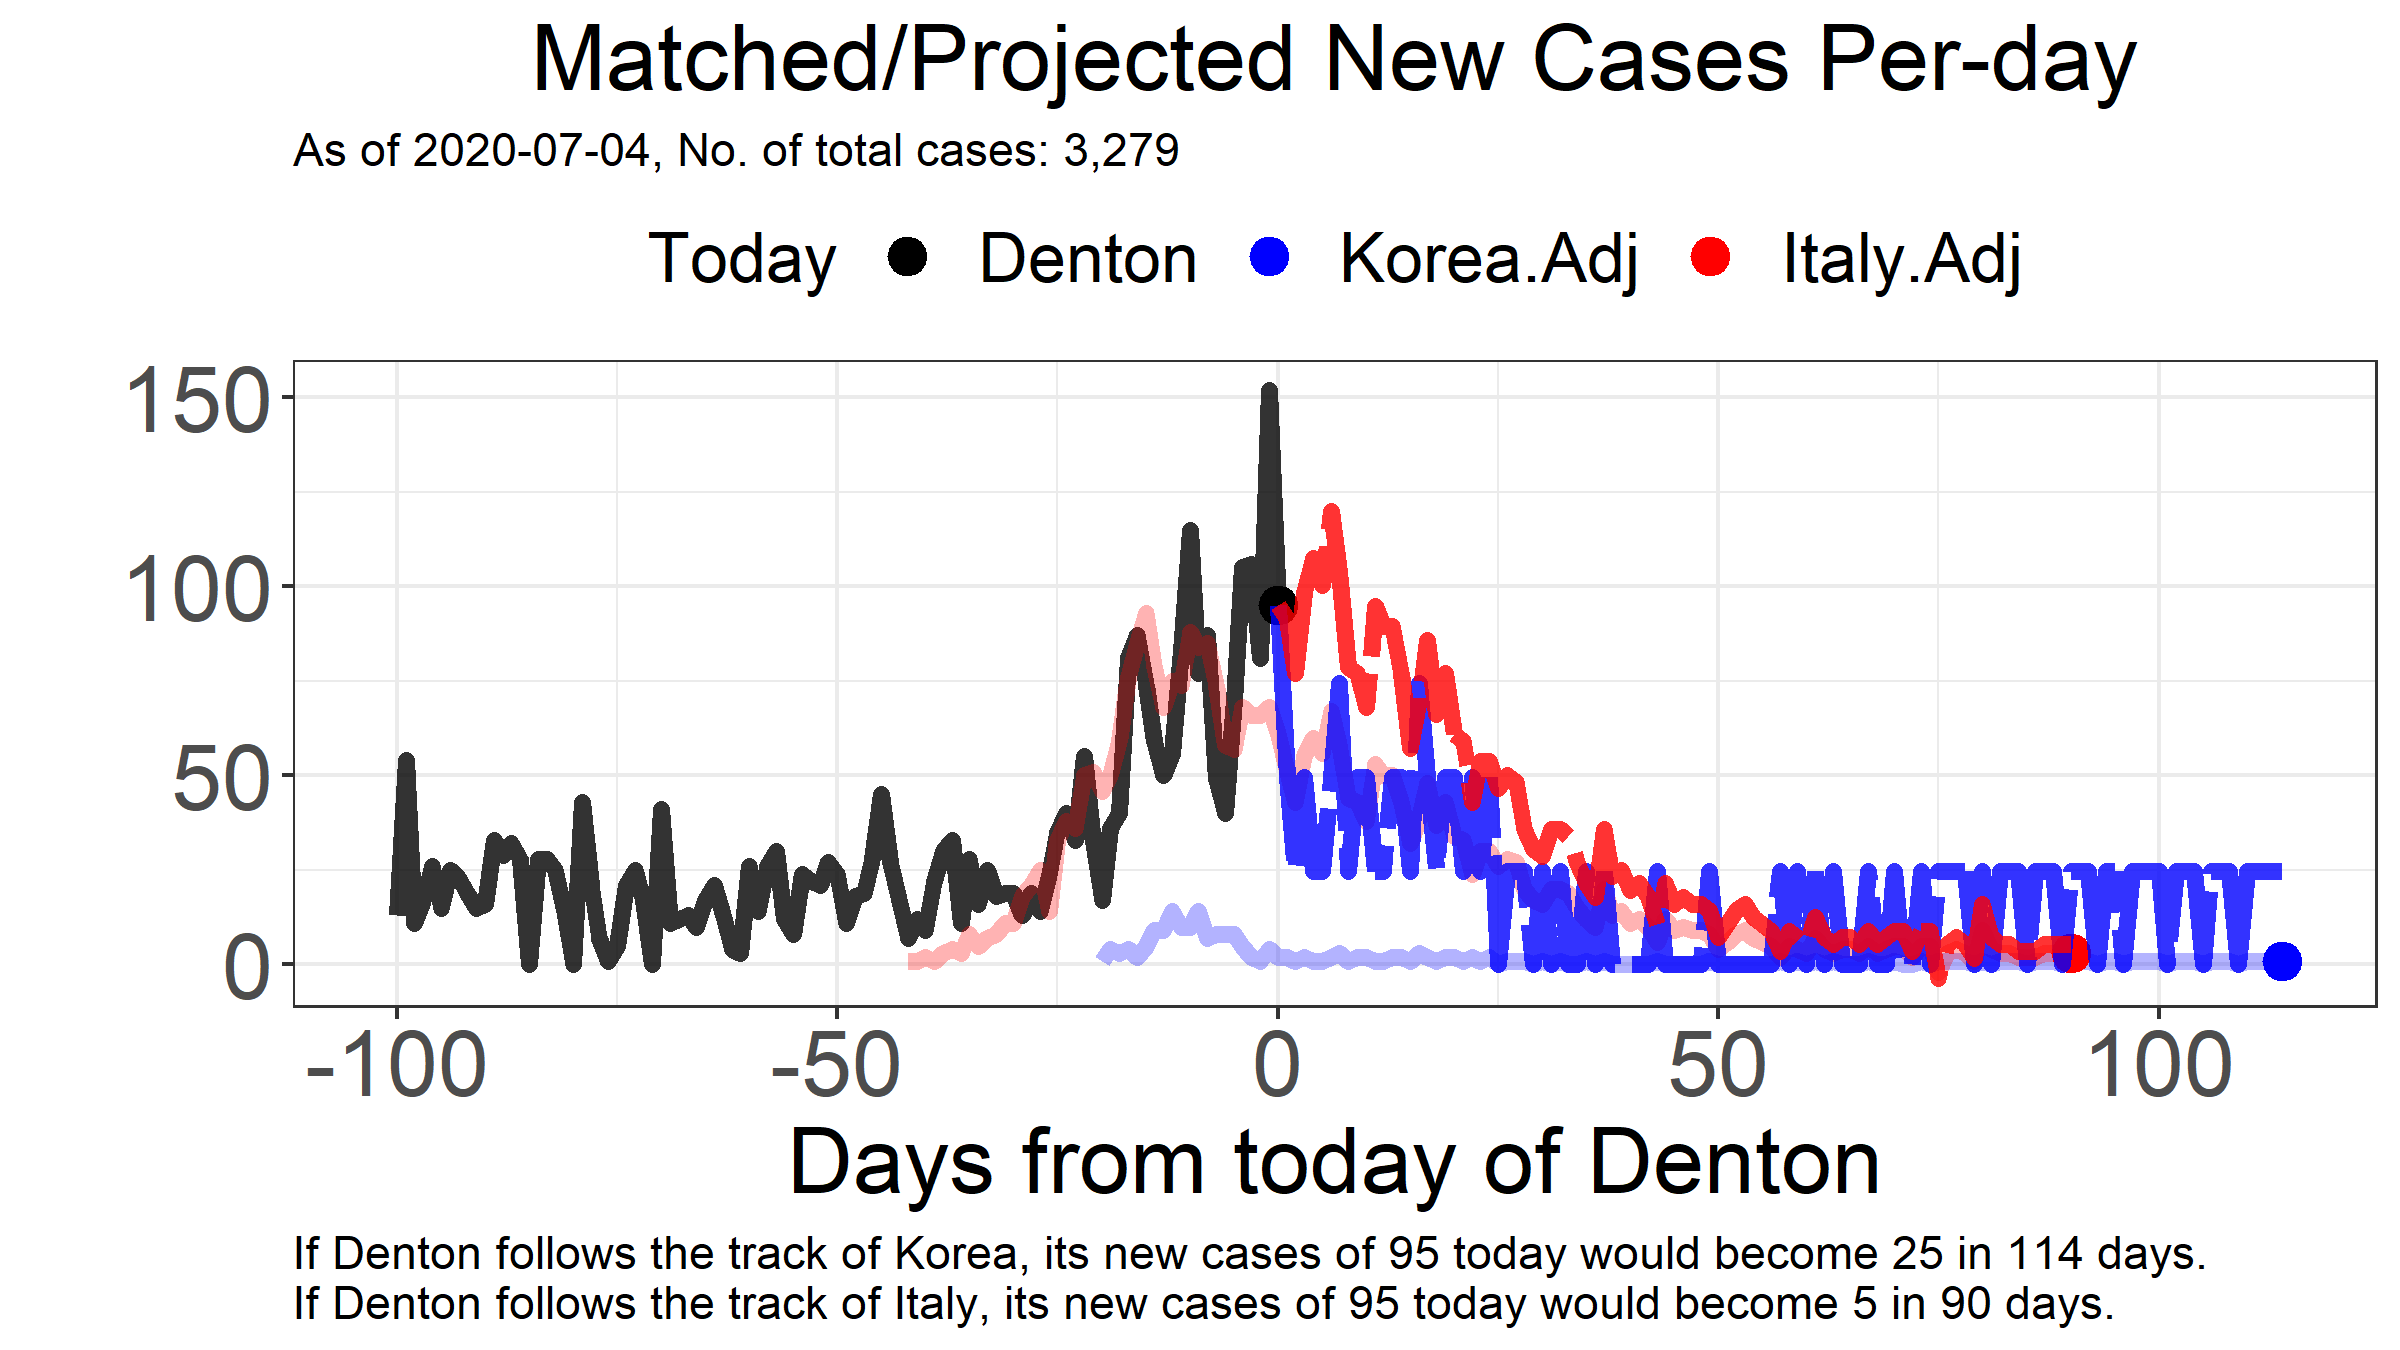 Matched/Projected New Cases Per-day
As of 2020-07-04, No. of total cases: 3,279
Today Denton Korea.Adj Italy.Adj
150
100
50
0
-100 -50 0 50 100
Days from today of Denton
If Denton follows the track of Korea, its new cases of 95 today would become 25 in 114 days.
If Denton follows the track of Italy, its new cases of 95 today would become 5 in 90 days.